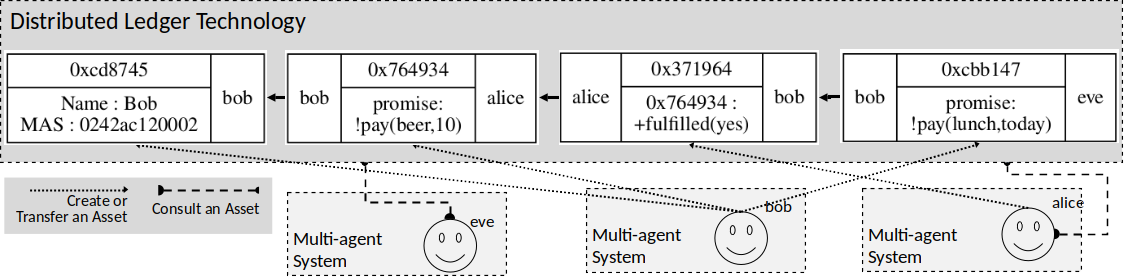 Distributed Ledger Technology
0xcd8745
Name : Bob
MAS : 0242ac120002
bob
bob
0x764934
promise:
!pay(beer,10)
alice
alice
0x371964
0x764934 :
+fulfilled(yes)
bob
bob
0xcbb147
promise:
!pay(lunch,today)
eve
Create or
Transfer an Asset
Consult an Asset
eve
Multi-agent
System
bob
Multi-agent
System
alice
Multi-agent
System